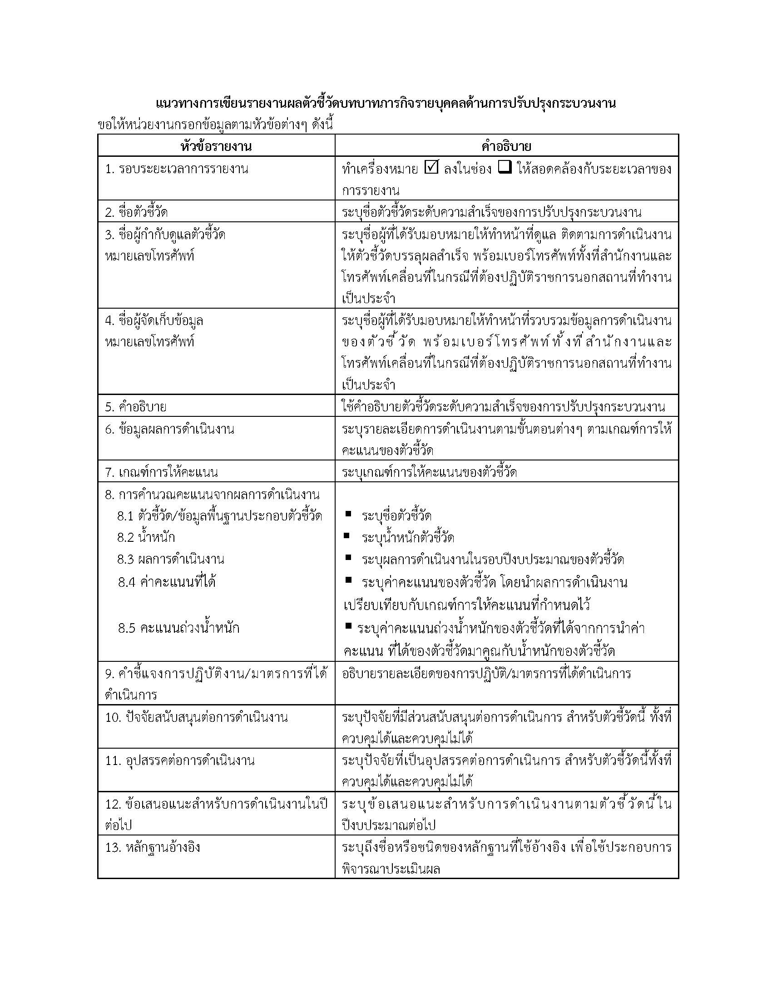 แนวทางการเขียนรายงานผลตัวชี้วัดบทบาทภารกิจรายบุคคลด้านการปรับปรุงกระบวนงาน
ขอให้หน่วยงานกรอกข้อมูลตามหัวข้อต่างๆ ดังนี้
หัวข้อรายงาน
คำอธิบาย
1. รอบระยะเวลาการรายงาน
ทำเครื่องหมาย ☑ ลงในช่อง ❑ ให้สอดคล้องกับระยะเวลาของ
การรายงาน
2. ชื่อตัวชี้วัด
ระบุชื่อตัวชี้วัดระดับความสำเร็จของการปรับปรุงกระบวนงาน
3. ชื่อผู้กำกับดูแลตัวชี้วัด
หมายเลขโทรศัพท์
ระบุชื่อผู้ที่ได้รับมอบหมายให้ทำหน้าที่ดูแล ติดตามการดำเนินงาน
ให้ตัวชี้วัดบรรลุผลสำเร็จ พร้อมเบอร์โทรศัพท์ทั้งที่สำนักงานและ
โทรศัพท์เคลื่อนที่ในกรณีที่ต้องปฏิบัติราชการนอกสถานที่ทำงาน
เป็นประจำ
4. ชื่อผู้จัดเก็บข้อมูล
หมายเลขโทรศัพท์
ระบุชื่อผู้ที่ได้รับมอบหมายให้ทำหน้าที่รวบรวมข้อมูลการดำเนินงาน
ของตัวชี้วัด พร้อมเบอร์โทรศัพท์ทั้งที่สำนักงานและ
โทรศัพท์เคลื่อนที่ในกรณีที่ต้องปฏิบัติราชการนอกสถานที่ทำงาน
เป็นประจำ
5. คำอธิบาย
ใช้คำอธิบายตัวชี้วัดระดับความสำเร็จของการปรับปรุงกระบวนงาน
6. ข้อมูลผลการดำเนินงาน
ระบุรายละเอียดการดำเนินงานตามขั้นตอนต่างๆ ตามเกณฑ์การให้
คะแนนของตัวชี้วัด
7. เกณฑ์การให้คะแนน
ระบุเกณฑ์การให้คะแนนของตัวชี้วัด
8. การคำนวณคะแนนจากผลการดำเนินงาน
8.1 ตัวชี้วัด/ข้อมูลพื้นฐานประกอบตัวชี้วัด
▪ ระบุชื่อตัวชี้วัด
8.2 น้ำหนัก
▪ ระบุน้ำหนักตัวชี้วัด
8.3 ผลการดำเนินงาน
▪ ระบุผลการดำเนินงานในรอบปีงบประมาณของตัวชี้วัด
8.4 ค่าคะแนนที่ได้
▪ ระบุค่าคะแนนของตัวชี้วัด โดยนำผลการดำเนินงาน
เปรียบเทียบกับเกณฑ์การให้คะแนนที่กำหนดไว้
8.5 คะแนนถ่วงน้ำหนัก
▪ ระบุค่าคะแนนถ่วงน้ำหนักของตัวชี้วัดที่ได้จากการนำค่า
คะแนน ที่ได้ของตัวชี้วัดมาคูณกับน้ำหนักของตัวชี้วัด
9. คำชี้แจงการปฏิบัติงาน/มาตรการที่ได้
ดำเนินการ
อธิบายรายละเอียดของการปฏิบัติ/มาตรการที่ได้ดำเนินการ
10. ปัจจัยสนับสนุนต่อการดำเนินงาน
ระบุปัจจัยที่มีส่วนสนับสนุนต่อการดำเนินการ สำหรับตัวชี้วัดนี้ ทั้งที่
ควบคุมได้และควบคุมไม่ได้
11. อุปสรรคต่อการดำเนินงาน
ระบุปัจจัยที่เป็นอุปสรรคต่อการดำเนินการ สำหรับตัวชี้วัดนี้ทั้งที่
ควบคุมได้และควบคุมไม่ได้
12. ข้อเสนอแนะสำหรับการดำเนินงานในปี
ต่อไป
ระบุข้อเสนอแนะสำหรับการดำเนินงานตามตัวชี้วัดนี้ใน
ปีงบประมาณต่อไป
13. หลักฐานอ้างอิง
ระบุถึงชื่อหรือชนิดของหลักฐานที่ใช้อ้างอิง เพื่อใช้ประกอบการ
พิจารณาประเมินผล